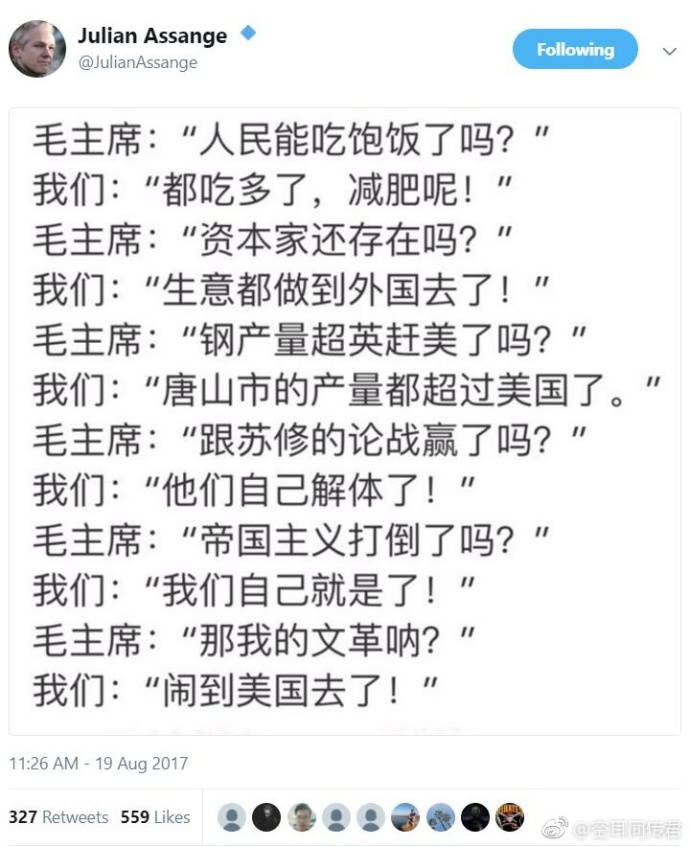 Julian Assange
@JulianAssange
Following
毛主席：“人民能吃饱饭了吗？”
我们：“都吃多了，减肥呢！”
毛主席：“资本家还存在吗？”
我们：“生意都做到外国去了！”
毛主席：“钢产量超英赶美了吗？”
我们：“唐山市的产量都超过美国了。”
毛主席：“跟苏修的论战赢了吗？”
我们：“他们自己解体了！”
毛主席：“帝国主义打倒了吗？”
我们：“我们自己就是了！”
毛主席：“那我的文革呐？”
我们：“闹到美国去了！”
11:26 AM - 19 Aug 2017
327 Retweets 559 Likes
@空耳同传君